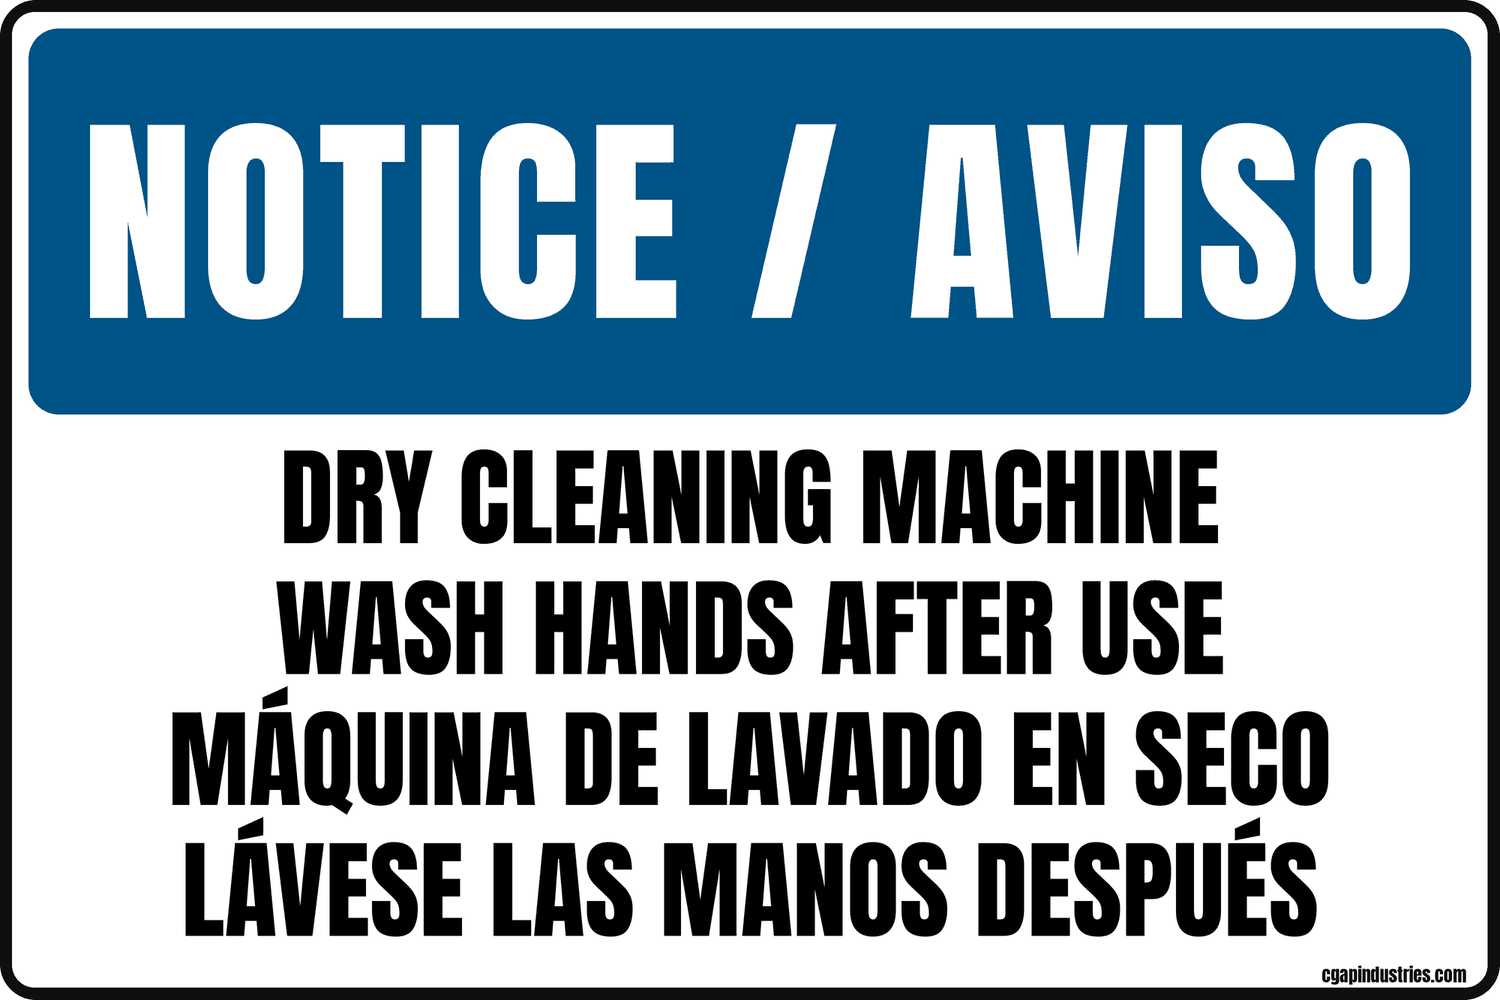 NOTICE / AVISO
DRY CLEANING MACHINE
WASH HANDS AFTER USE
MÁQUINA DE LAVADO EN SECO
LÁVESE LAS MANOS DESPUÉS
cgapindustries.com